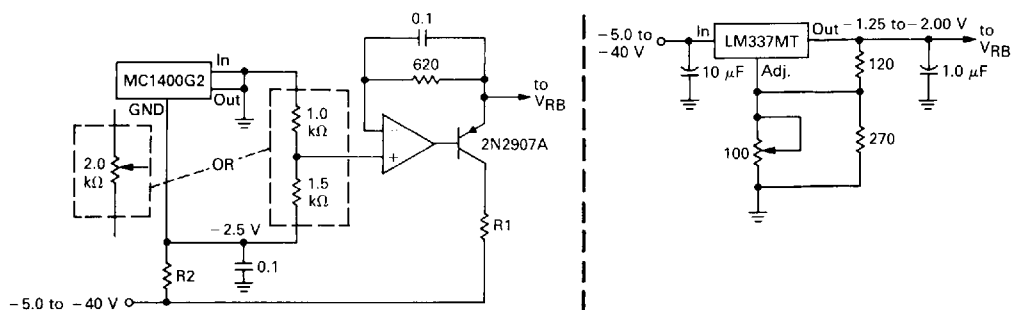 MC1400G2
In
Out
GND
2.0
kΩ
OR
1.0
kΩ
1.5
kΩ
-2.5 V
0.1
R2
-5.0 to -40 V
0.1
620
to
VRB
-
+
2N2907A
R1
-5.0 to
-40 V
In
LM337MT
Out
-1.25 to -2.00 V
to
VRB
10 μF
Adj.
120
1.0 μF
100
270